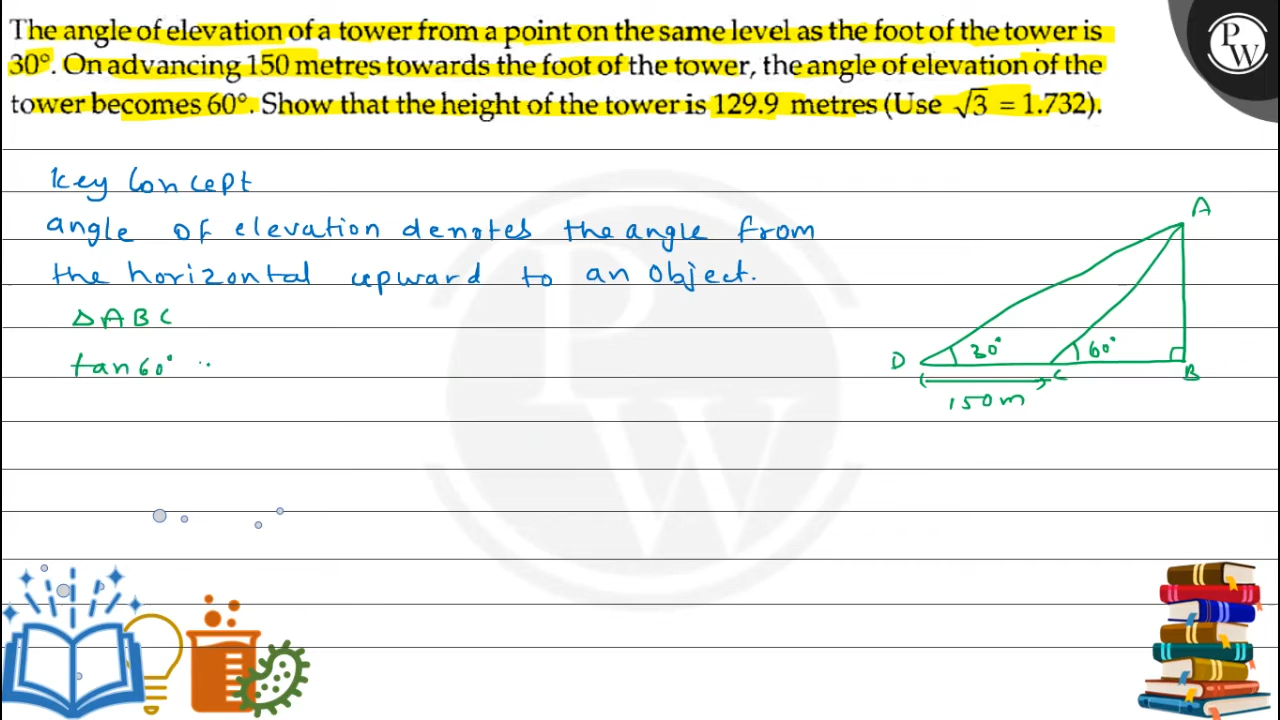 The angle of elevation of a tower from a point on the same level as the foot of the tower is
30°. On advancing 150 metres towards the foot of the tower, the angle of elevation of the
tower becomes 60°. Show that the height of the tower is 129.9 metres (Use √3 = 1.732).
PW
key Concept
angle of elevation denotes the angle from
the horizontal upward to an object.
△ABC
tan60°
A
D 30° C 60° B
150m
PW